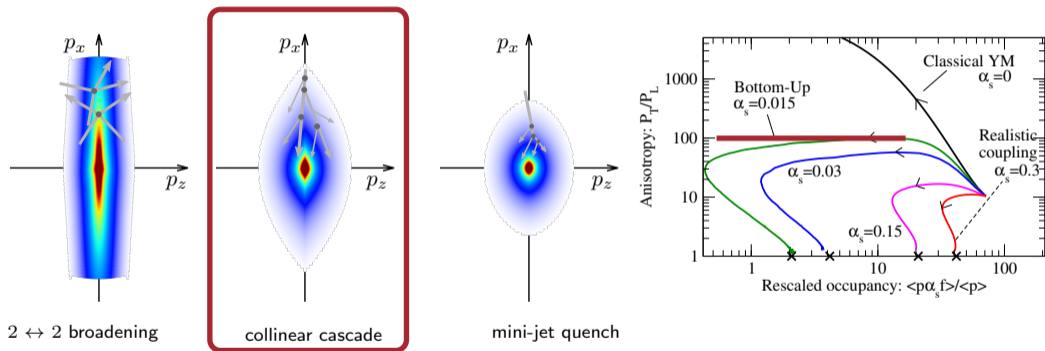 $p_x$
$p_z$
2 ↔ 2 broadening
$p_x$
$p_z$
collinear cascade
$p_x$
$p_z$
mini-jet quench
Anisotropy: P_T/P_L
1000
100
10
1
Classical YM
α_s=0
Bottom-Up
α_s=0.015
Realistic
coupling
α_s=0.3
α_s=0.03
α_s=0.15
1
10
100
Rescaled occupancy: <pα_s f>/<p>